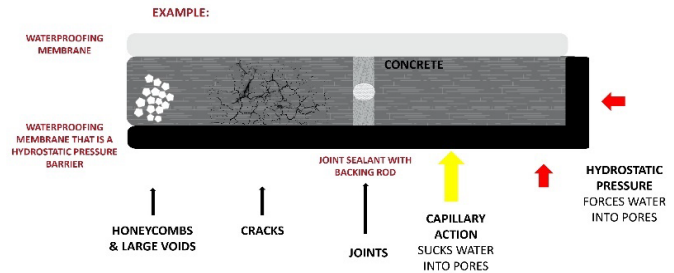 EXAMPLE:
WATERPROOFING
MEMBRANE
CONCRETE
WATERPROOFING
MEMBRANE THAT IS A
HYDROSTATIC PRESSURE
BARRIER
JOINT SEALANT WITH
BACKING ROD
HONEYCOMBS
& LARGE VOIDS
CRACKS
JOINTS
CAPILLARY
ACTION
SUCKS WATER
INTO PORES
HYDROSTATIC
PRESSURE
FORCES WATER
INTO PORES